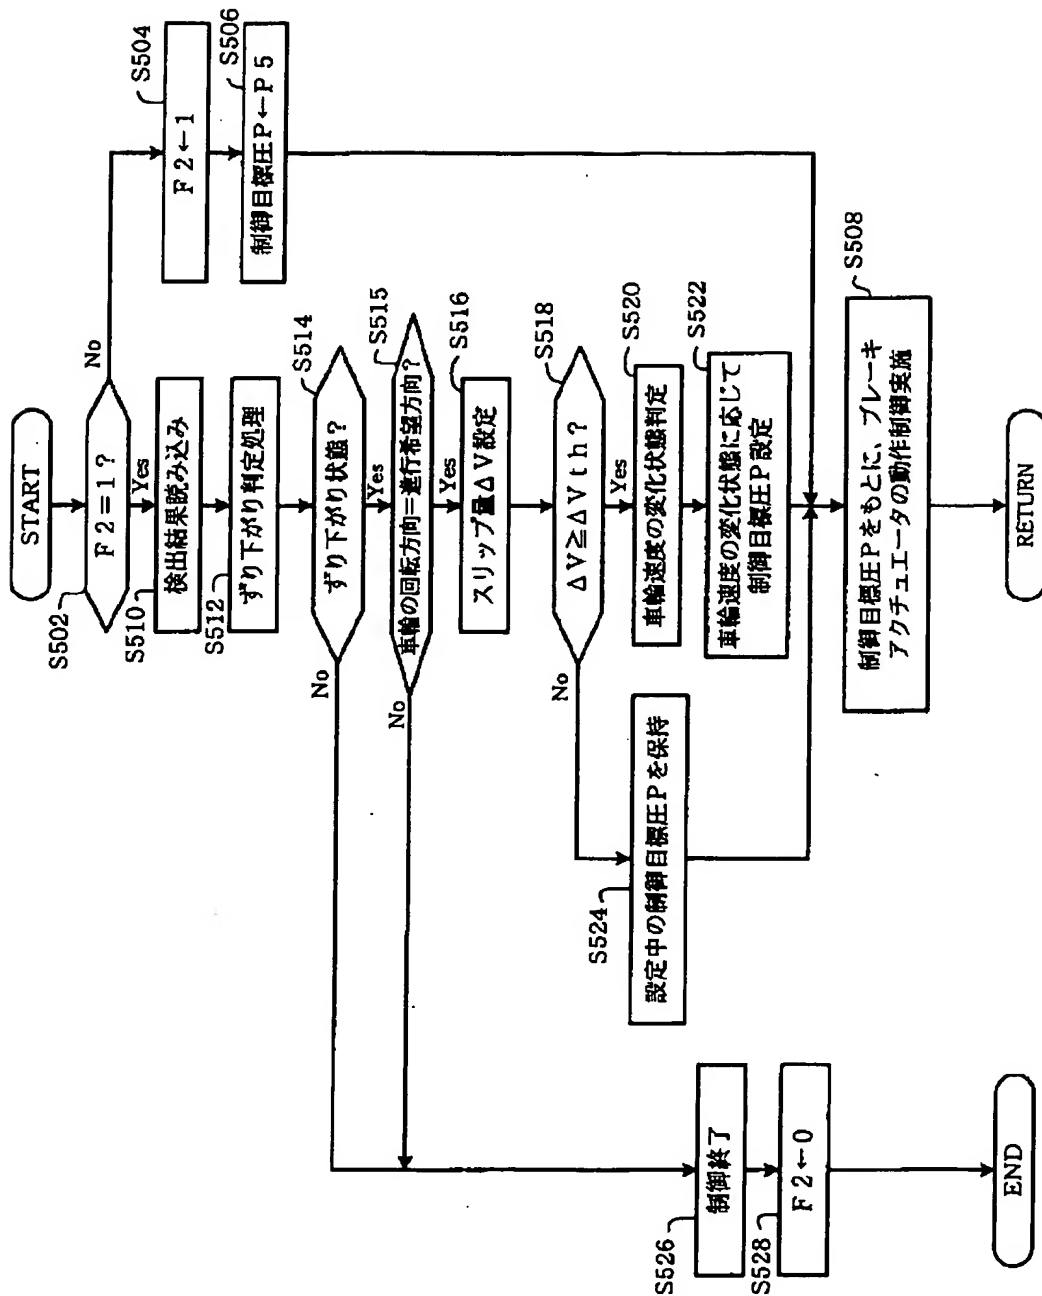 START
S502
F2=1?
No
Yes
S504
F2←1
S506
制御目標圧P←P5
S510
検出結果読み込み
S512
ずり下がり判定処理
S514
ずり下がり状態?
No
Yes
S515
車輪の回転方向=進行希望方向?
No
Yes
S516
スリップ量ΔV設定
S518
ΔV≧ΔVth?
No
Yes
S520
車輪速度の変化状態判定
S522
車輪速度の変化状態に応じて
制御目標圧P設定
S524
設定中の制御目標圧Pを保持
S508
制御目標圧Pをもとに、ブレーキ
アクチュエータの動作制御実施
RETURN
S526
制御終了
S528
F2←0
END